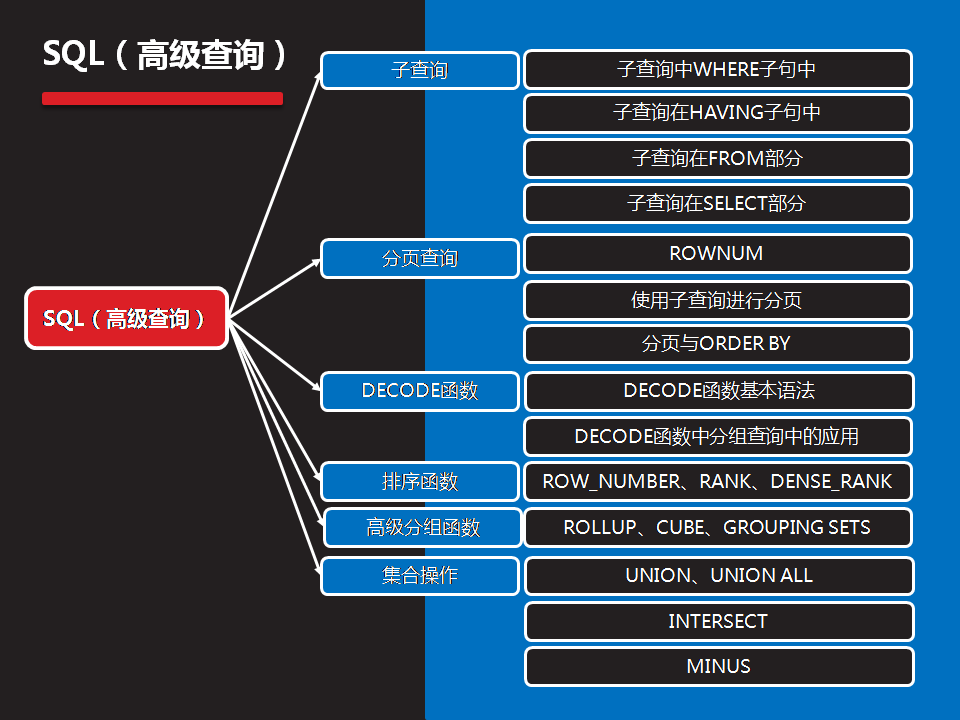 SQL（高级查询）
SQL（高级查询）
子查询
子查询中WHERE子句中
子查询在HAVING子句中
子查询在FROM部分
子查询在SELECT部分
分页查询
ROWNUM
使用子查询进行分页
分页与ORDER BY
DECODE函数
DECODE函数基本语法
DECODE函数中分组查询中的应用
排序函数
ROW_NUMBER、RANK、DENSE_RANK
高级分组函数
ROLLUP、CUBE、GROUPING SETS
集合操作
UNION、UNION ALL
INTERSECT
MINUS